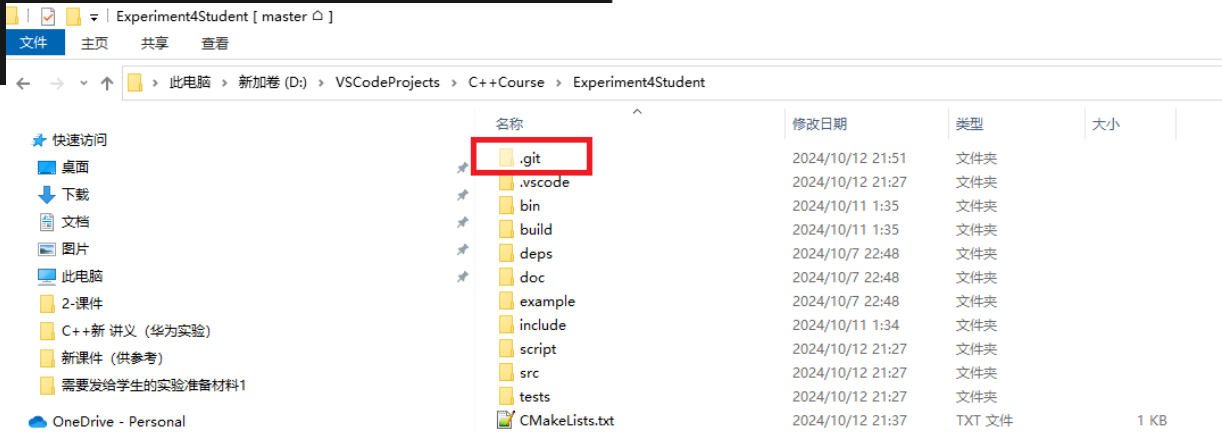 Experiment4Student [ master ⌂ ]
文件 主页 共享 查看
此电脑 › 新加卷 (D:) › VSCodeProjects › C++Course › Experiment4Student
名称 修改日期 类型 大小
快速访问
桌面
下载
文档
图片
此电脑
2-课件
C++新 讲义（华为实验）
新课件（供参考）
需要发给学生的实验准备材料1
OneDrive - Personal
.git 2024/10/12 21:51 文件夹
.vscode 2024/10/12 21:27 文件夹
bin 2024/10/11 1:35 文件夹
build 2024/10/11 1:35 文件夹
deps 2024/10/7 22:48 文件夹
doc 2024/10/7 22:48 文件夹
example 2024/10/7 22:48 文件夹
include 2024/10/11 1:34 文件夹
script 2024/10/12 21:27 文件夹
src 2024/10/12 21:27 文件夹
tests 2024/10/12 21:27 文件夹
CMakeLists.txt 2024/10/12 21:37 TXT 文件 1 KB